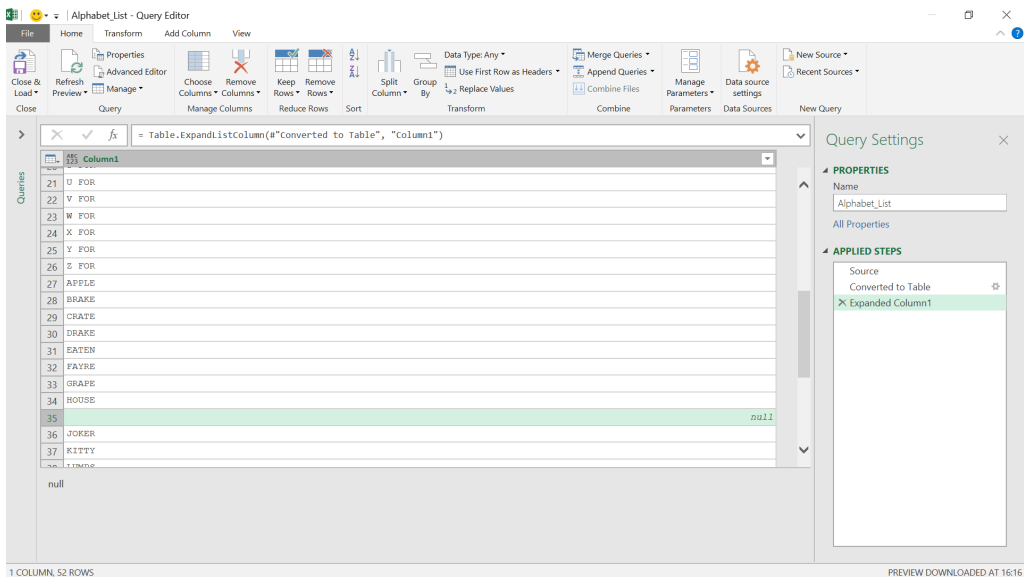 Alphabet_List - Query Editor
File Home Transform Add Column View
Close & Load
Refresh Preview
Properties
Advanced Editor
Manage
Choose Columns
Remove Columns
Keep Rows
Remove Rows
Split Column
Group By
Data Type: Any
Use First Row as Headers
1 2 Replace Values
Merge Queries
Append Queries
Combine Files
Manage Parameters
Data source settings
New Source
Recent Sources
Close Query Manage Columns Reduce Rows Sort Transform Combine Parameters Data Sources New Query
fx = Table.ExpandListColumn(#"Converted to Table", "Column1")
Queries
ABC 123 Column1
21 U FOR
22 V FOR
23 W FOR
24 X FOR
25 Y FOR
26 Z FOR
27 APPLE
28 BRAKE
29 CRATE
30 DRAKE
31 EATEN
32 FAYRE
33 GRAPE
34 HOUSE
35 null
36 JOKER
37 KITTY
38 LUMPS
null
Query Settings
PROPERTIES
Name
Alphabet_List
All Properties
APPLIED STEPS
Source
Converted to Table
Expanded Column1
1 COLUMN, 52 ROWS
PREVIEW DOWNLOADED AT 16:16